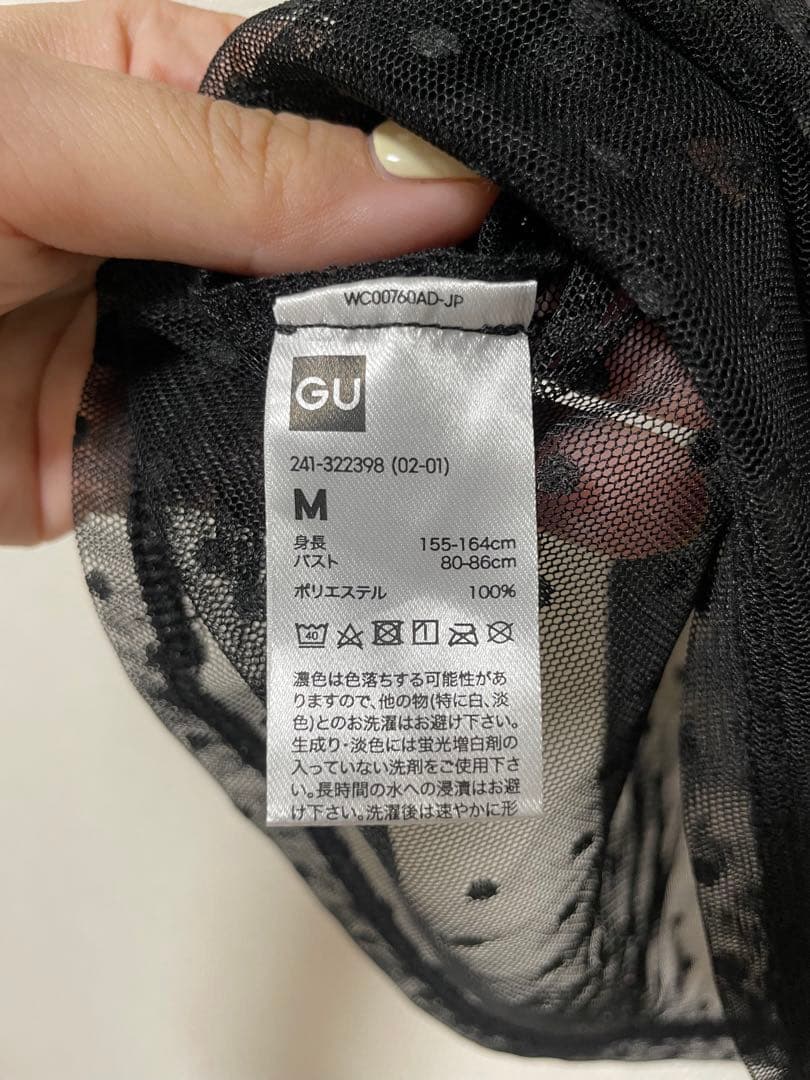 WC00760AD-JP
GU
241-322398 (02-01)
M
身長 155-164cm
バスト 80-86cm
ポリエステル 100%
40
濃色は色落ちする可能性があ
りますので、他の物(特に白、淡
色)とのお洗濯はお避け下さい。
生成り・淡色には蛍光増白剤の
入っていない洗剤をご使用下さ
い。長時間の水への浸漬はお避
け下さい。洗濯後は速やかに形